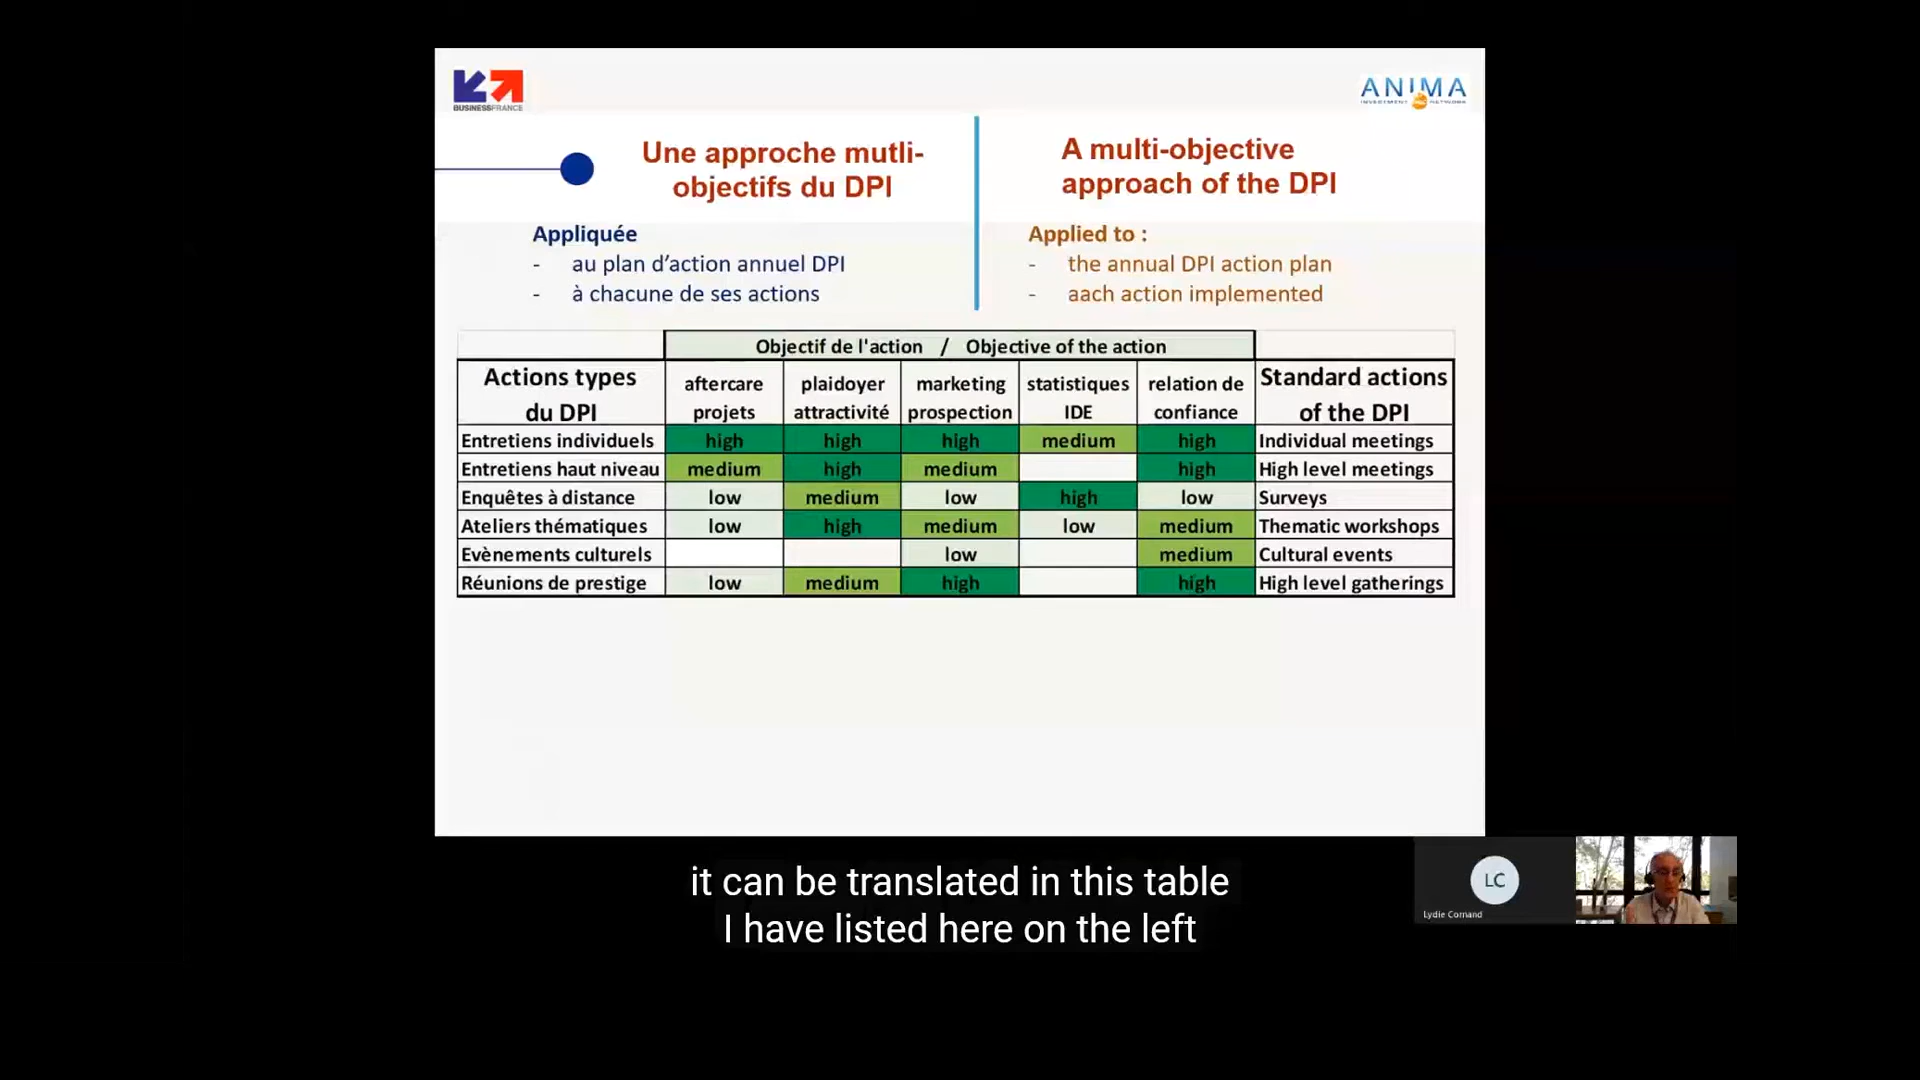 BUSINESSFRANCE
ANIMA
INVESTMENT NETWORK
Une approche mutli-
objectifs du DPI
A multi-objective
approach of the DPI
Appliquée
- au plan d’action annuel DPI
- à chacune de ses actions
Applied to :
- the annual DPI action plan
- aach action implemented
Objectif de l'action / Objective of the action
Actions types du DPI aftercare projets plaidoyer attractivité marketing prospection statistiques IDE relation de confiance Standard actions of the DPI
Entretiens individuels high high high medium high Individual meetings
Entretiens haut niveau medium high medium high High level meetings
Enquêtes à distance low medium low high low Surveys
Ateliers thématiques low high medium low medium Thematic workshops
Evènements culturels low medium Cultural events
Réunions de prestige low medium high high High level gatherings
it can be translated in this table
I have listed here on the left
LC
Lydie Cornand